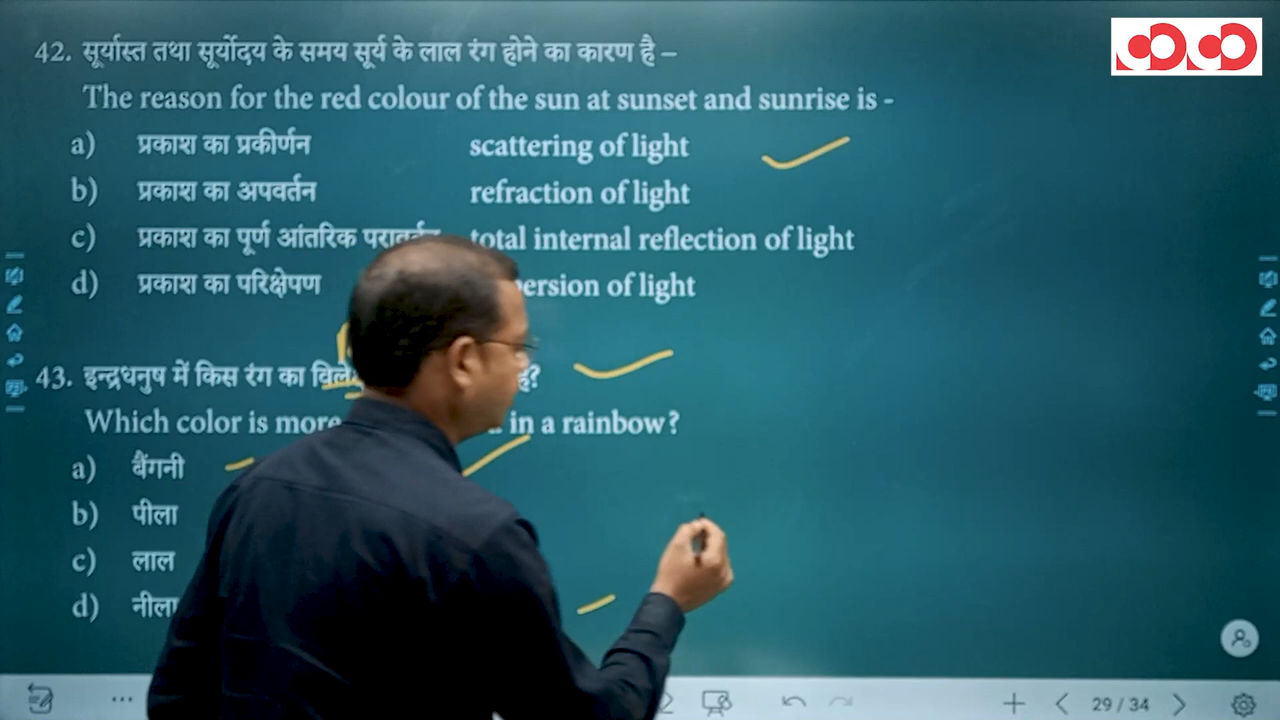 42. सूर्यास्त तथा सूर्योदय के समय सूर्य के लाल रंग होने का कारण है –
The reason for the red colour of the sun at sunset and sunrise is -
a) प्रकाश का प्रकीर्णन scattering of light
b) प्रकाश का अपवर्तन refraction of light
c) प्रकाश का पूर्ण आंतरिक total internal reflection of light
d) प्रकाश का परिक्षेपण of light
43. इन्द्रधनुष में किस रंग का
Which color is more in a rainbow?
a) बैंगनी
b) पीला
c) लाल
d) नीला
29 / 34